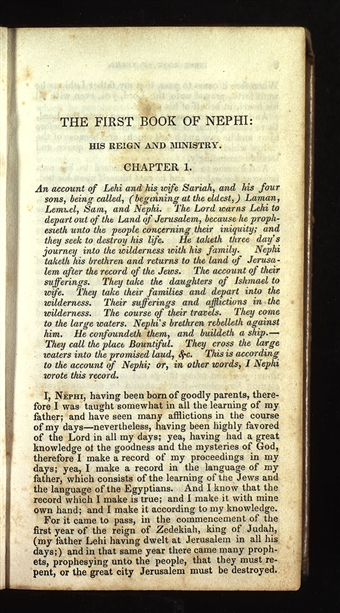 THE FIRST BOOK OF NEPHI:
HIS REIGN AND MINISTRY.
CHAPTER 1.
An account of Lehi and his wife Sariah, and his four
sons, being called, (beginning at the eldest,) Laman,
Lemuel, Sam, and Nephi. The Lord warns Lehi to
depart out of the Land of Jerusalem, because he proph-
esieth unto the people concerning their iniquity; and
they seek to destroy his life. He taketh three day's
journey into the wilderness with his family. Nephi
taketh his brethren and returns to the land of Jerusa-
lem after the record of the Jews. The account of their
sufferings. They take the daughters of Ishmael to
wife. They take their families and depart into the
wilderness. Their sufferings and afflictions in the
wilderness. The course of their travels. They come
to the large waters. Nephi's brethren rebelleth against
him. He confoundeth them, and buildeth a ship.—
They call the place Bountiful. They cross the large
waters into the promised land, &c. This is according
to the account of Nephi; or, in other words, I Nephi
wrote this record.
I, NEPHI, having been born of goodly parents, there-
fore I was taught somewhat in all the learning of my
father; and have seen many afflictions in the course
of my days—nevertheless, having been highly favored
of the Lord in all my days; yea, having had a great
knowledge of the goodness and the mysteries of God,
therefore I make a record of my proceedings in my
days; yea, I make a record in the language of my
father, which consists of the learning of the Jews and
the language of the Egyptians. And I know that the
record which I make is true; and I make it with mine
own hand; and I make it according to my knowledge.
For it came to pass, in the commencement of the
first year of the reign of Zedekiah, king of Judah,
(my father Lehi having dwelt at Jerusalem in all his
days;) and in that same year there came many proph-
ets, prophesying unto the people, that they must re-
pent, or the great city Jerusalem must be destroyed.